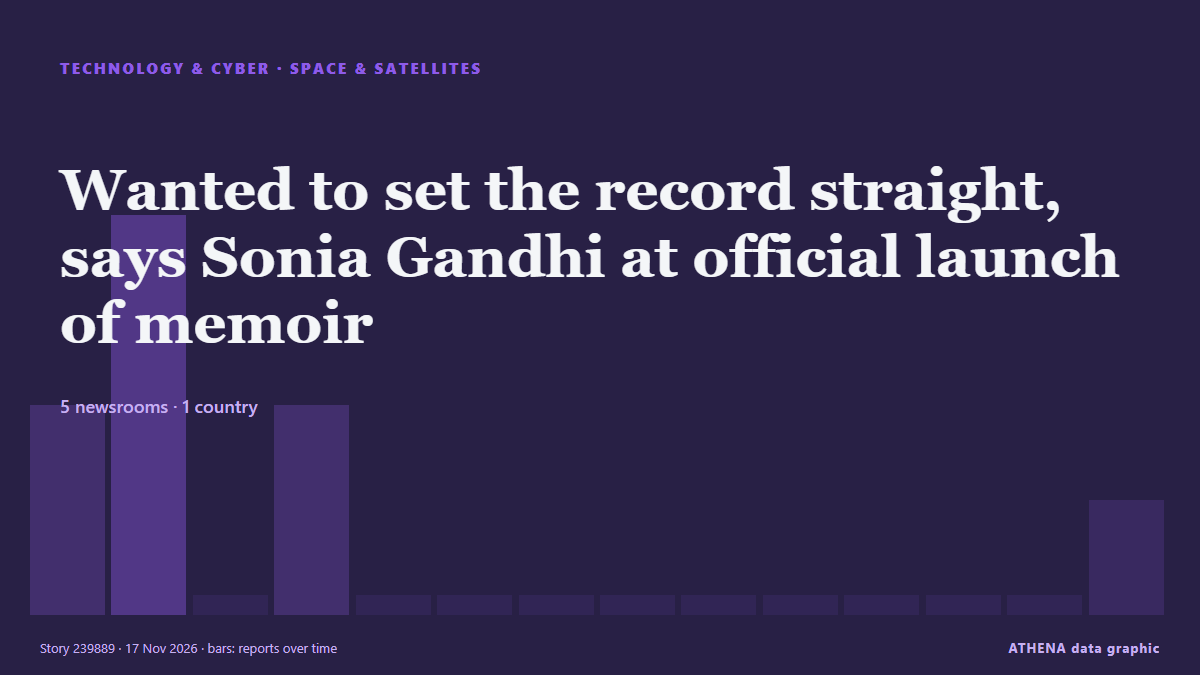 TECHNOLOGY & CYBER · SPACE & SATELLITES
Wanted to set the record straight,
says Sonia Gandhi at official launch
of memoir
5 newsrooms · 1 country
Story 239889 · 17 Nov 2026 · bars: reports over time
ATHENA data graphic